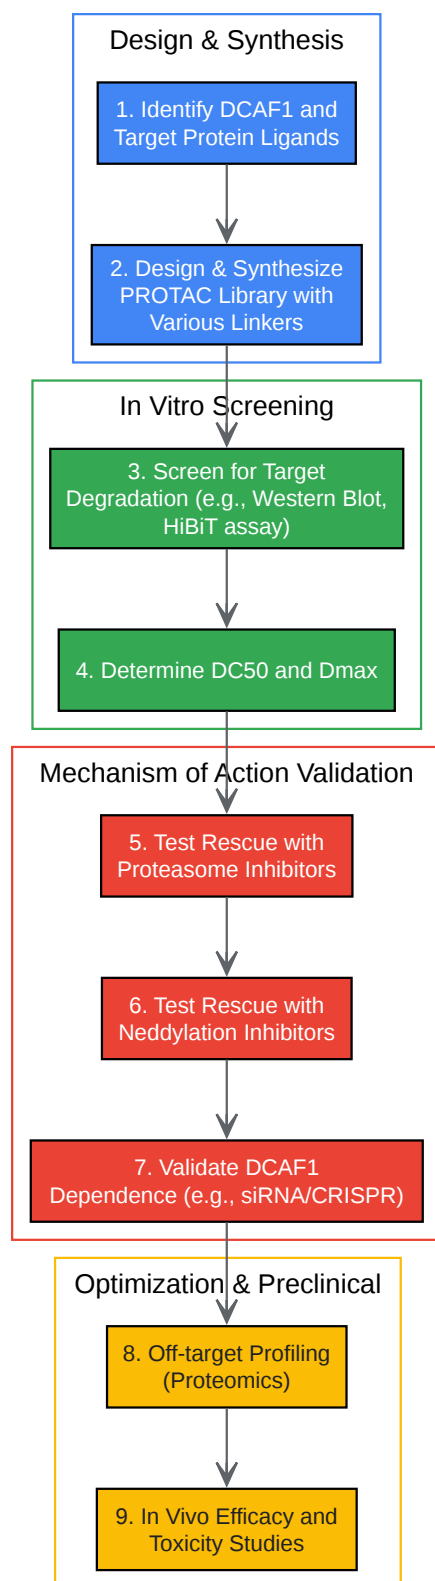 Design & Synthesis
1. Identify DCAF1 and
Target Protein Ligands
2. Design & Synthesize
PROTAC Library with
Various Linkers
In Vitro Screening
3. Screen for Target
Degradation (e.g., Western Blot,
HiBiT assay)
4. Determine DC50 and Dmax
Mechanism of Action Validation
5. Test Rescue with
Proteasome Inhibitors
6. Test Rescue with
Neddylation Inhibitors
7. Validate DCAF1
Dependence (e.g., siRNA/CRISPR)
Optimization & Preclinical
8. Off-target Profiling
(Proteomics)
9. In Vivo Efficacy and
Toxicity Studies